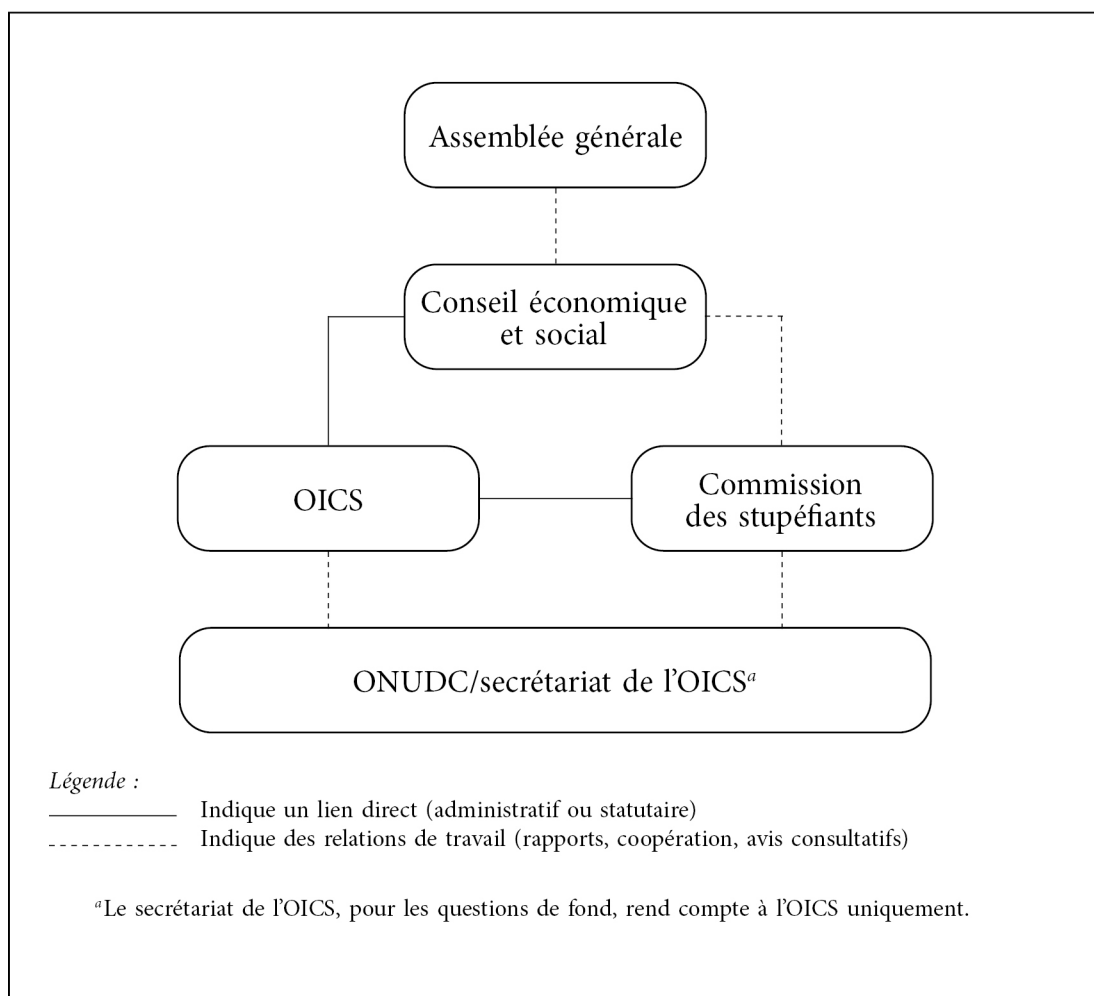 Assemblée générale
Conseil économique
et social
OICS
Commission
des stupéfiants
ONUDC/secrétariat de l'OICSa
Légende :
Indique un lien direct (administratif ou statutaire)
Indique des relations de travail (rapports, coopération, avis consultatifs)
aLe secrétariat de l'OICS, pour les questions de fond, rend compte à l'OICS uniquement.